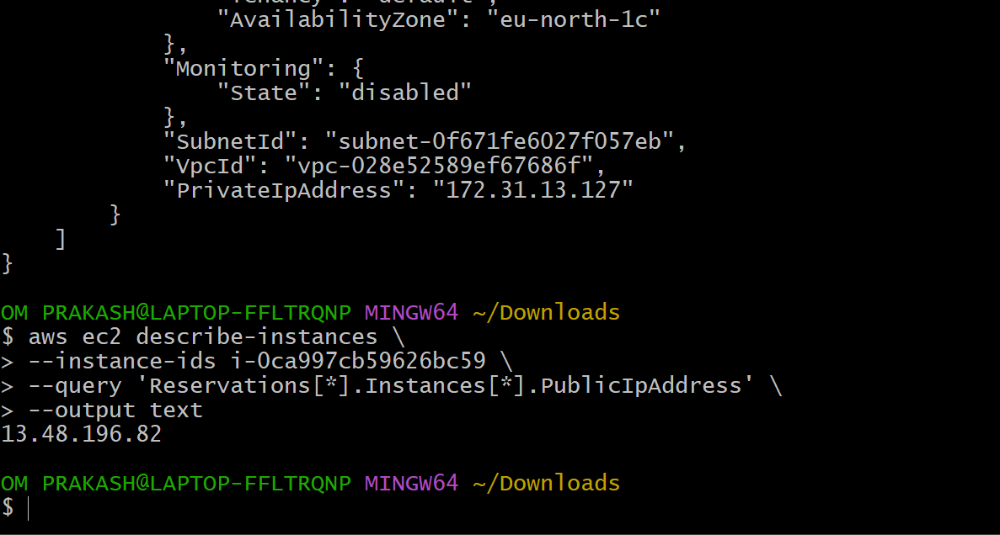 "Tenancy": "default",
"AvailabilityZone": "eu-north-1c"
},
"Monitoring": {
"State": "disabled"
},
"SubnetId": "subnet-0f671fe6027f057eb",
"VpcId": "vpc-028e52589ef67686f",
"PrivateIpAddress": "172.31.13.127"
}
]
}
OM PRAKASH@LAPTOP-FFLTRQNP MINGW64 ~/Downloads
$ aws ec2 describe-instances \
> --instance-ids i-0ca997cb59626bc59 \
> --query 'Reservations[*].Instances[*].PublicIpAddress' \
> --output text
13.48.196.82
OM PRAKASH@LAPTOP-FFLTRQNP MINGW64 ~/Downloads
$